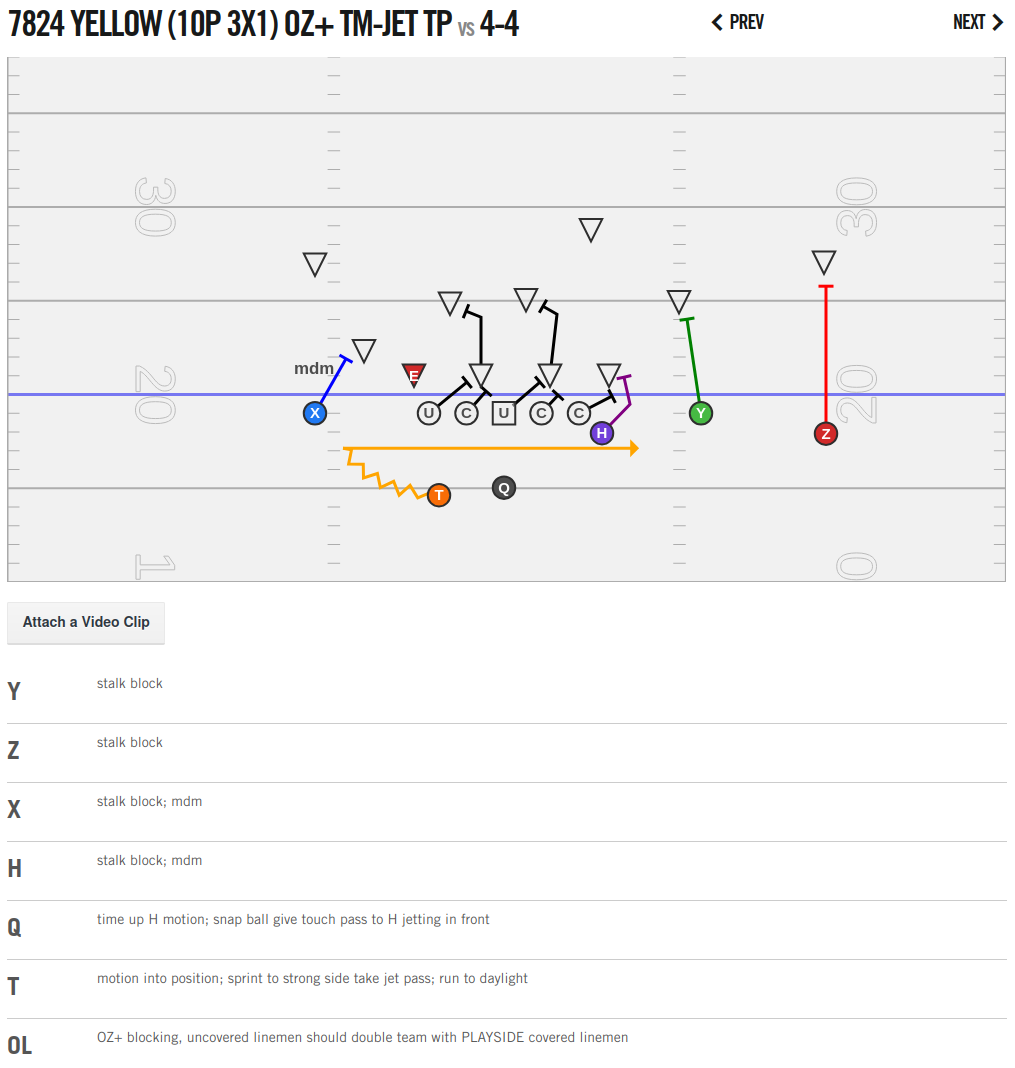 7824 YELLOW (10P 3X1) OZ+ TM-JET TP VS 4-4
PREV
NEXT
30
30
mdm
E
20
20
X
U
C
U
C
C
Y
H
Z
T
Q
1
0
Attach a Video Clip
Y stalk block
Z stalk block
X stalk block; mdm
H stalk block; mdm
Q time up H motion; snap ball give touch pass to H jetting in front
T motion into position; sprint to strong side take jet pass; run to daylight
OL OZ+ blocking, uncovered linemen should double team with PLAYSIDE covered linemen